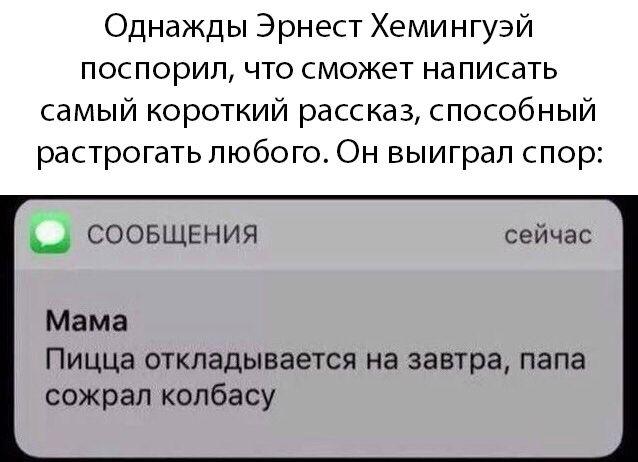 Однажды Эрнест Хемингуэй
поспорил, что сможет написать
самый короткий рассказ, способный
растрогать любого. Он выиграл спор:
СООБЩЕНИЯ сейчас
Мама
Пицца откладывается на завтра, папа
сожрал колбасу